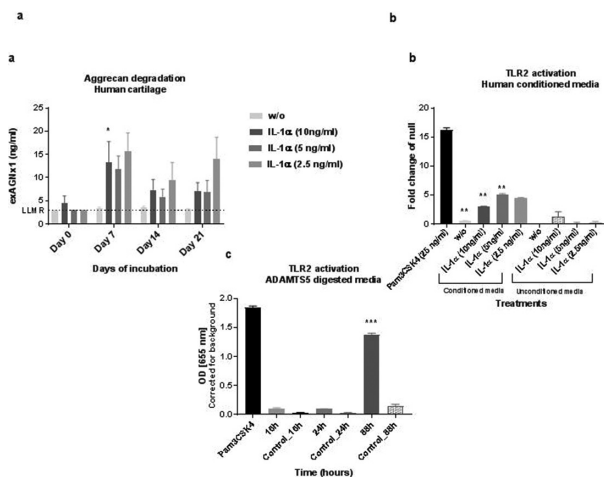 a
b
a
Aggrecan degradation
Human cartilage
exAGNx1 (ng/ml)
25
20
15
10
5
0
LLMR
*
Day 0
Day 7
Day 14
Day 21
Days of incubation
w/o
IL-1α (10ng/ml)
IL-1α (5 ng/ml)
IL-1α (2.5 ng/ml)
b
TLR2 activation
Human conditioned media
Fold change of null
20
15
10
5
0
**
**
**
Pam3CSK4 (25 ng/ml)
w/o
IL-1α (10ng/ml)
IL-1α (5ng/ml)
IL-1α (2.5 ng/ml)
w/o
IL-1α (10ng/ml)
IL-1α (5ng/ml)
IL-1α (2.5 ng/ml)
Conditioned media
Unconditioned media
Treatments
c
TLR2 activation
ADAMTS5 digested media
OD [655 nm]
Corrected for background
2.0
1.5
1.0
0.5
0.0
***
Pam3CSK4
16h
Control_16h
24h
Control_24h
88h
Control_88h
Time (hours)